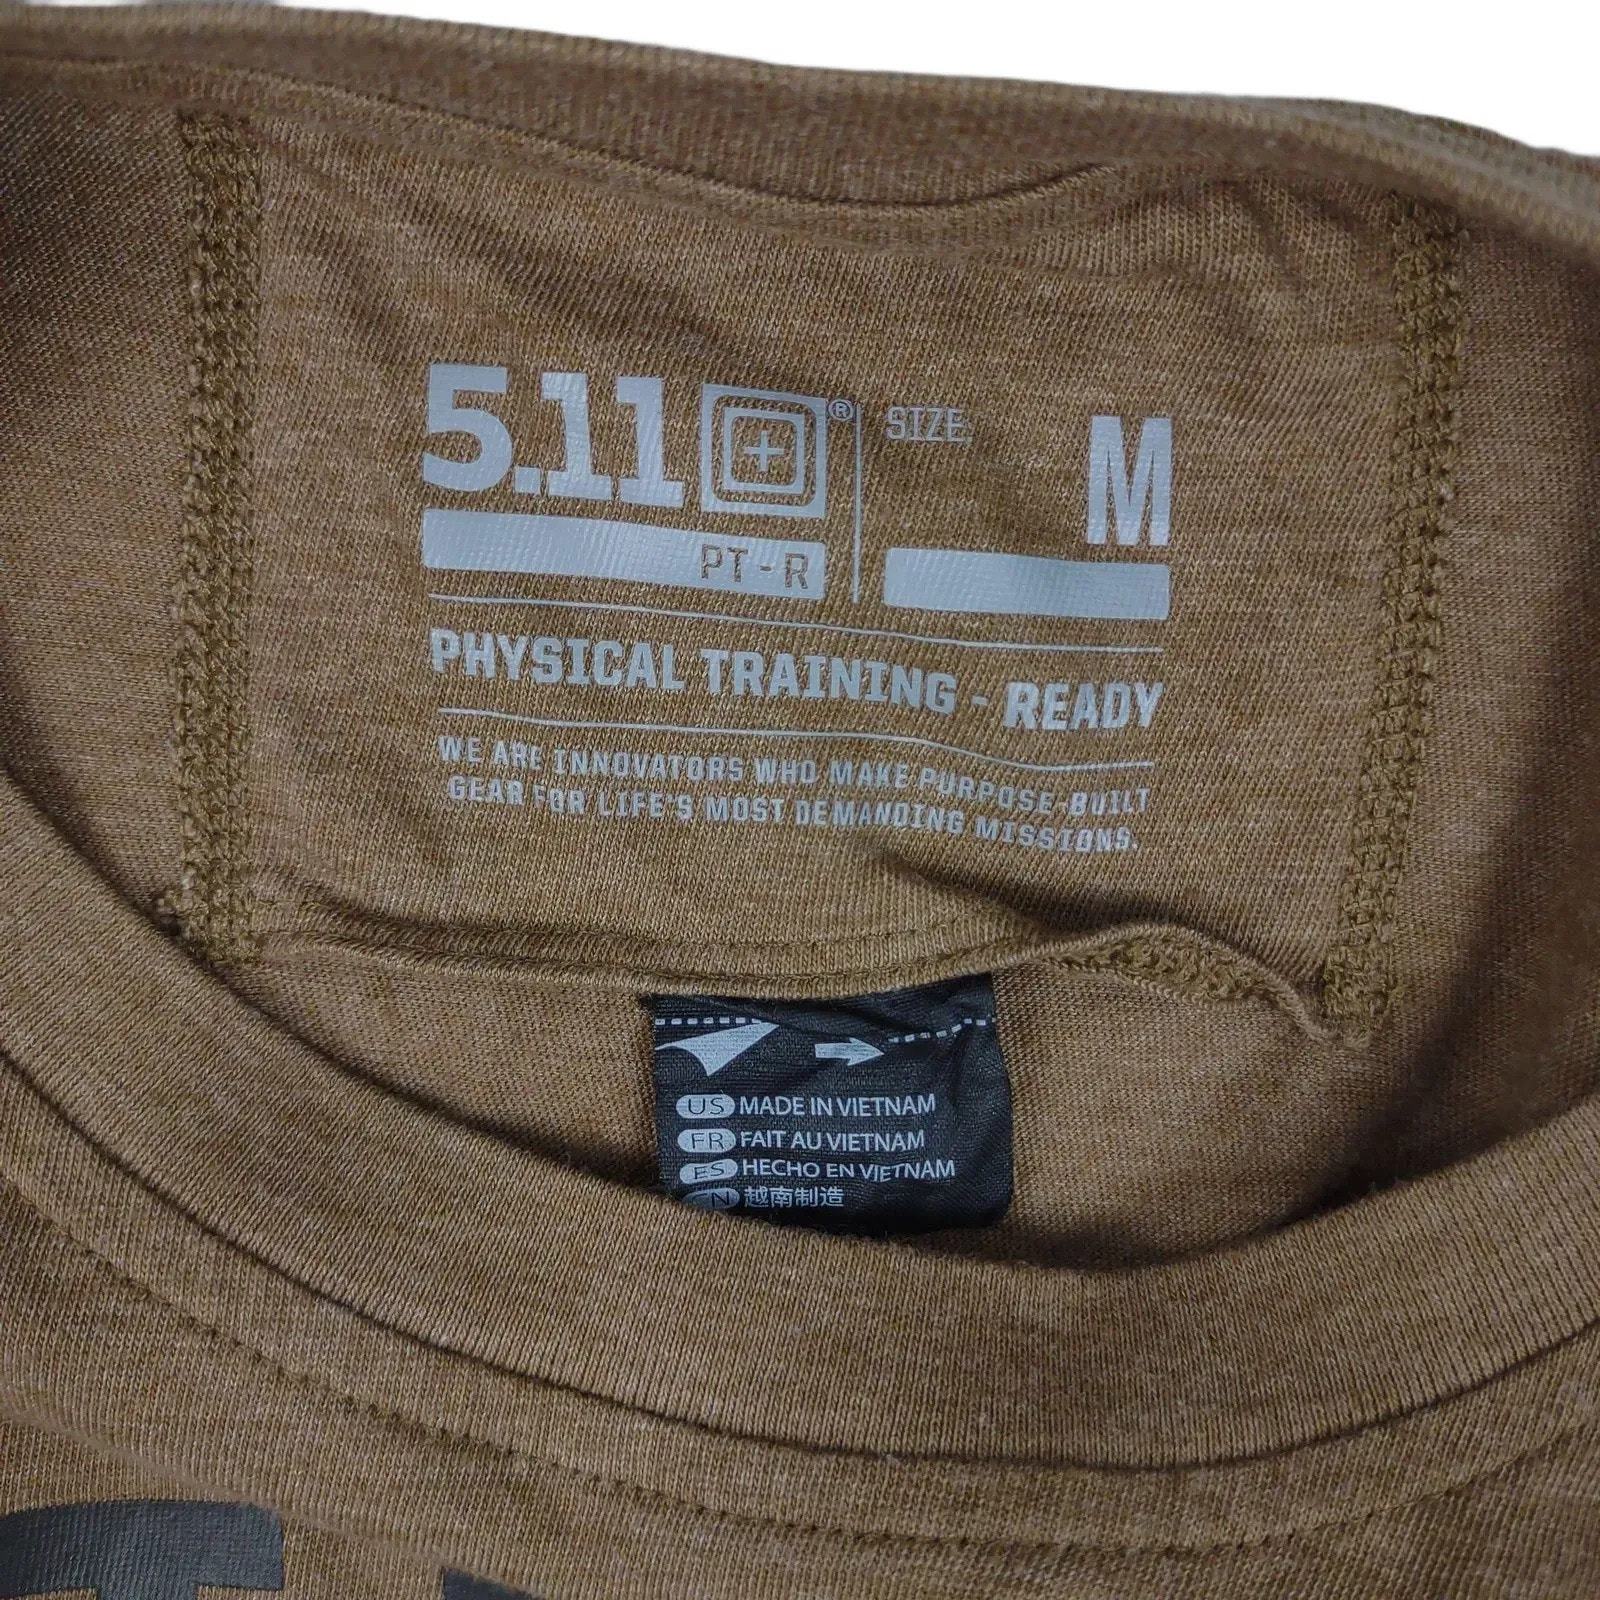 5.11®
SIZE:
M
PT-R
PHYSICAL TRAINING - READY
WE ARE INNOVATORS WHO MAKE PURPOSE-BUILT
GEAR FOR LIFE'S MOST DEMANDING MISSIONS.
US MADE IN VIETNAM
FR FAIT AU VIETNAM
ES HECHO EN VIETNAM
CN 越南制造